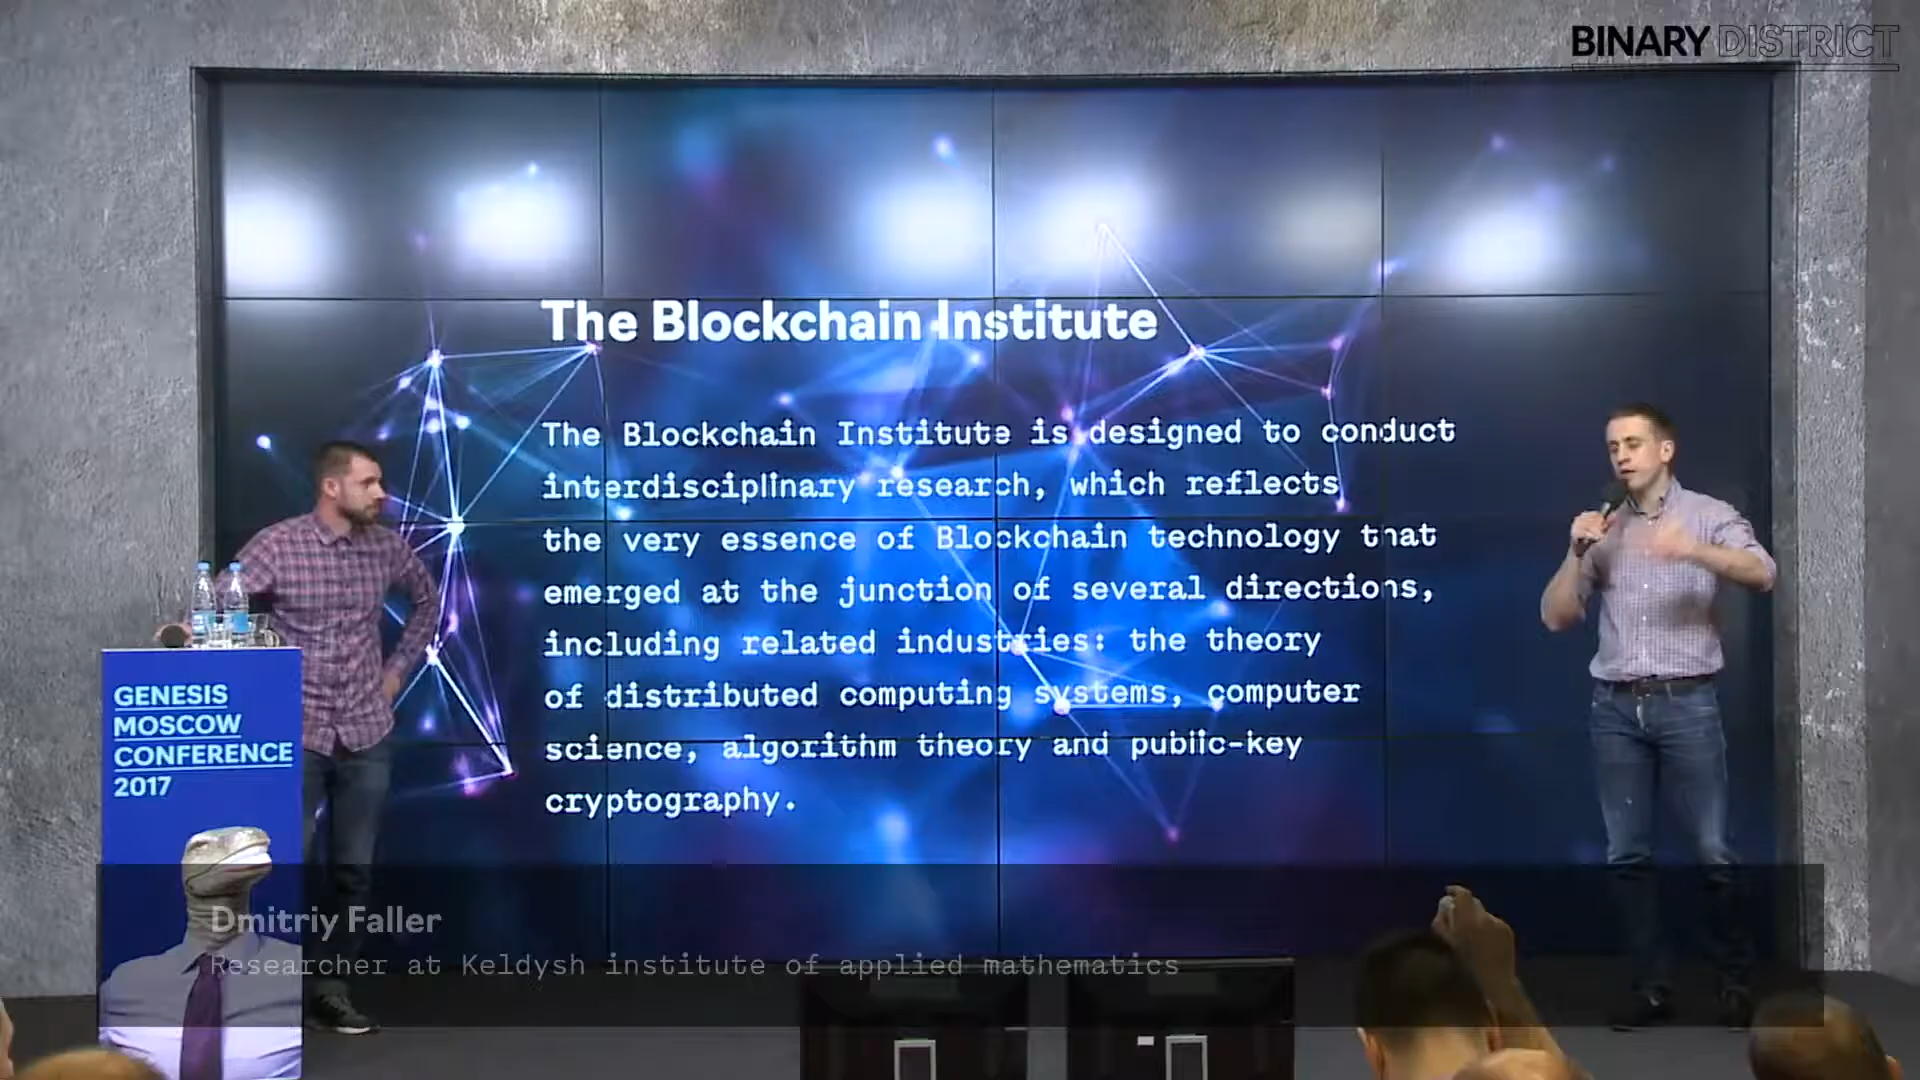 BINARY DISTRICT
The Blockchain Institute
The Blockchain Institute is designed to conduct
interdisciplinary research, which reflects
the very essence of Blockchain technology that
emerged at the junction of several directions,
including related industries: the theory
of distributed computing systems, computer
science, algorithm theory and public-key
cryptography.
GENESIS
MOSCOW
CONFERENCE
2017
Dmitriy Faller
Researcher at Keldysh institute of applied mathematics